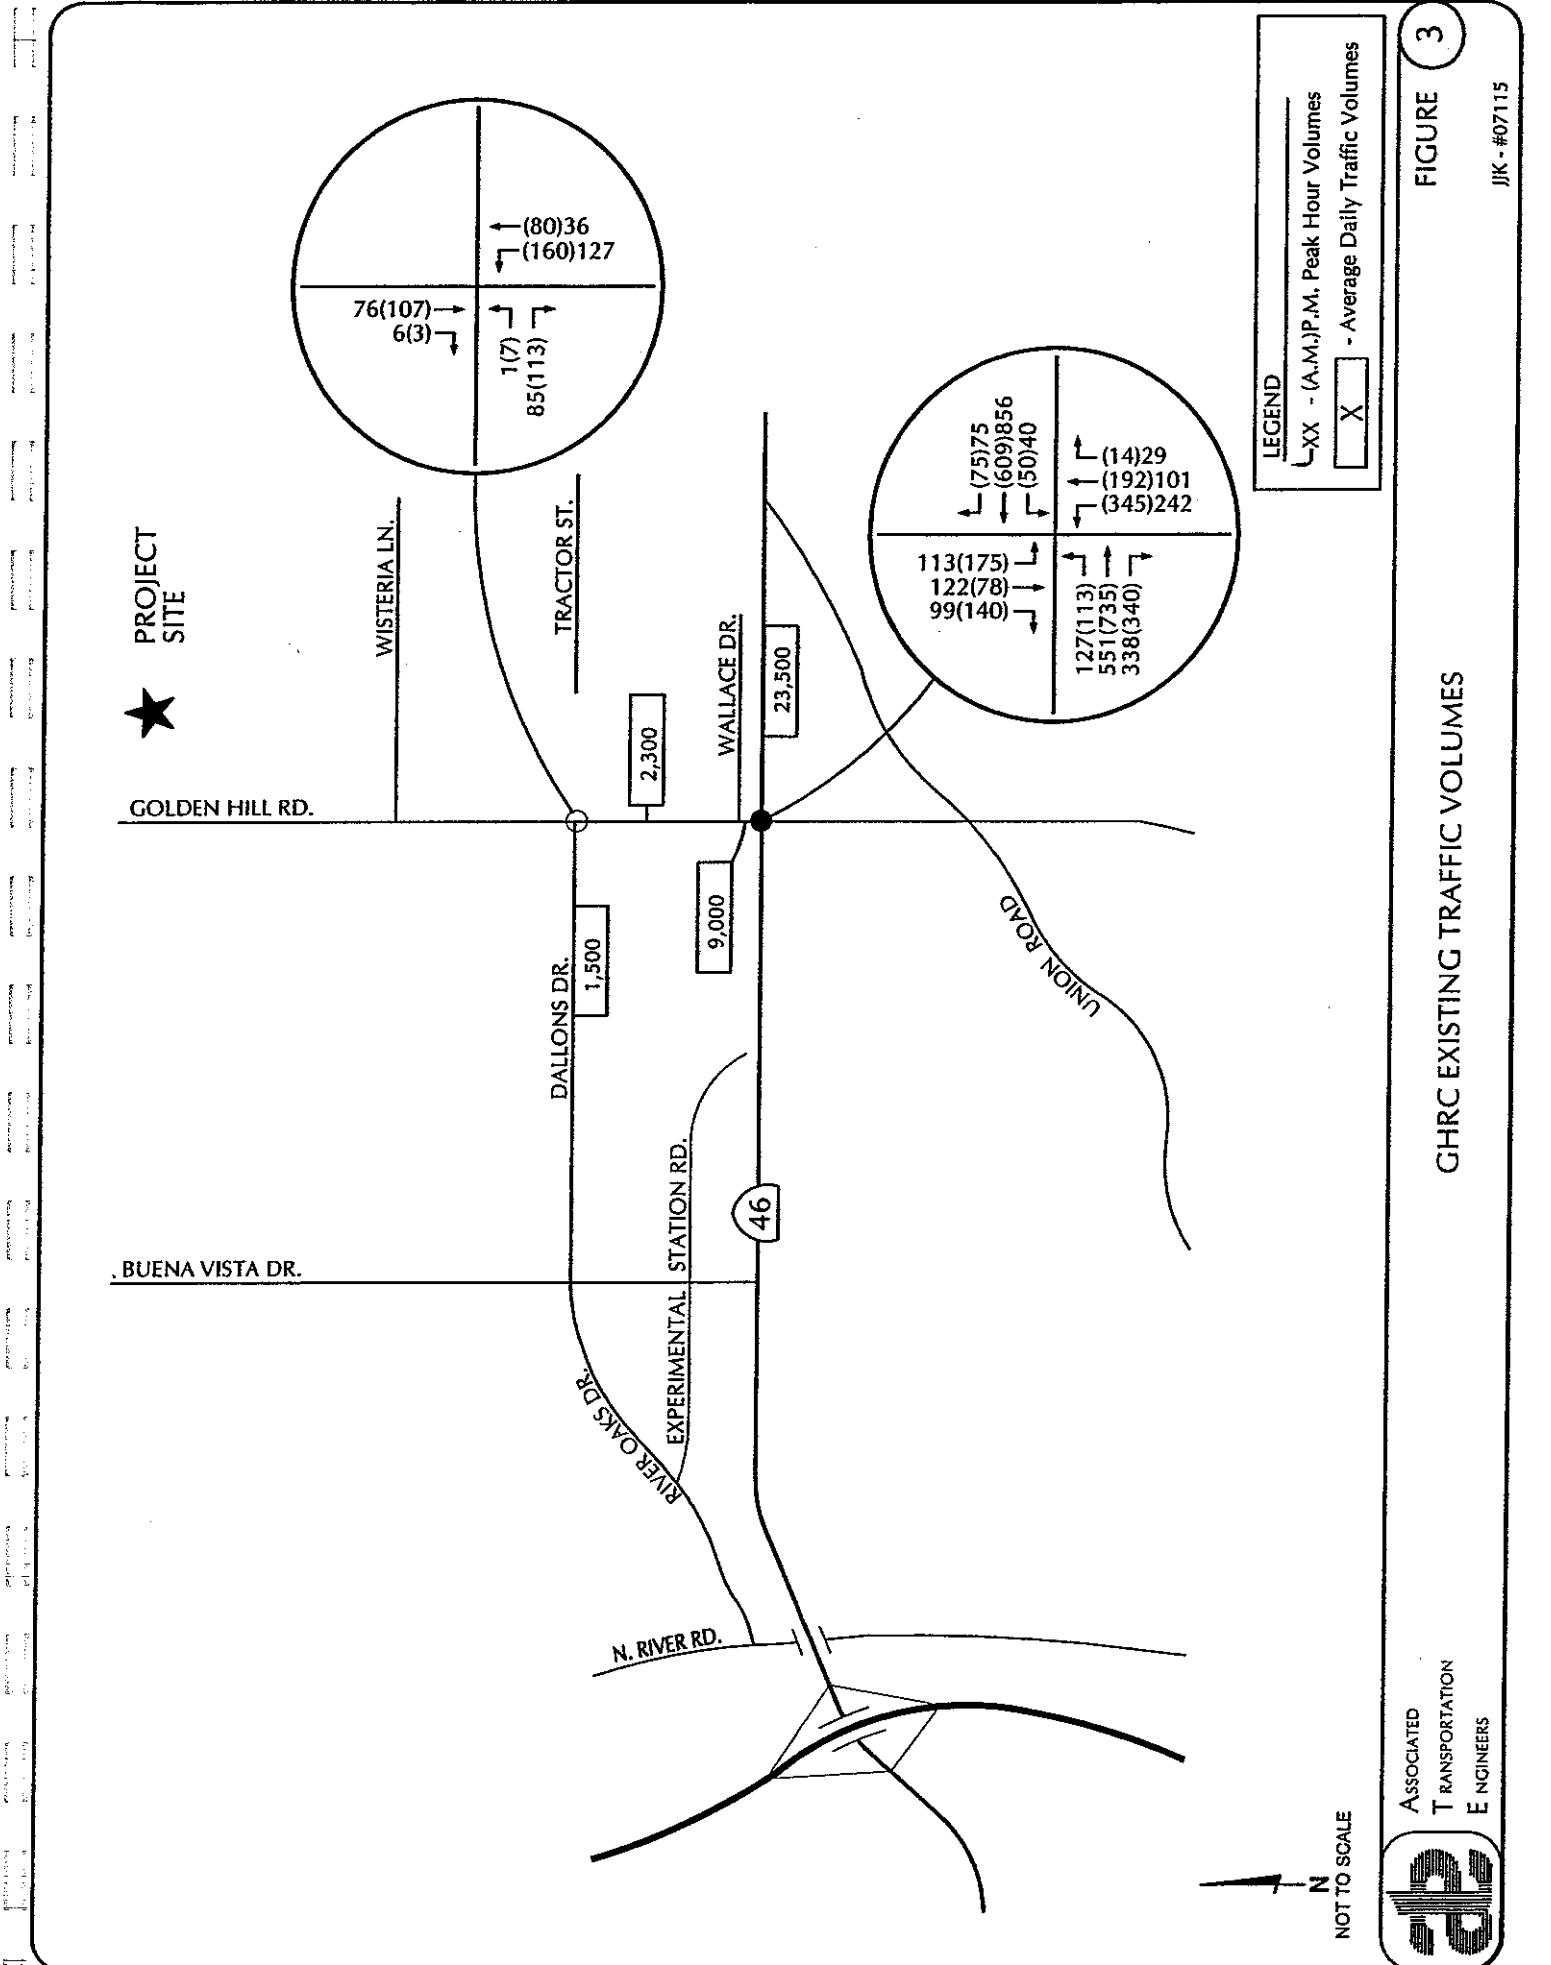 PROJECT
SITE
GOLDEN HILL RD.
WISTERIA LN.
TRACTOR ST.
WALLACE DR.
BUENA VISTA DR.
DALLONS DR.
RIVER OAKS DR.
EXPERIMENTAL STATION RD.
N. RIVER RD.
UNION ROAD
46
2,300
9,000
1,500
23,500
76(107)
6(3)
(80)36
(160)127
1(7)
85(113)
113(175)
122(78)
99(140)
(75)75
(609)856
(50)40
(14)29
(192)101
(345)242
127(113)
551(735)
338(340)
LEGEND
XX - (A.M.)P.M. Peak Hour Volumes
X - Average Daily Traffic Volumes
N
NOT TO SCALE
ASSOCIATED
TRANSPORTATION
ENGINEERS
GHRC EXISTING TRAFFIC VOLUMES
FIGURE 3
JJK - #07115